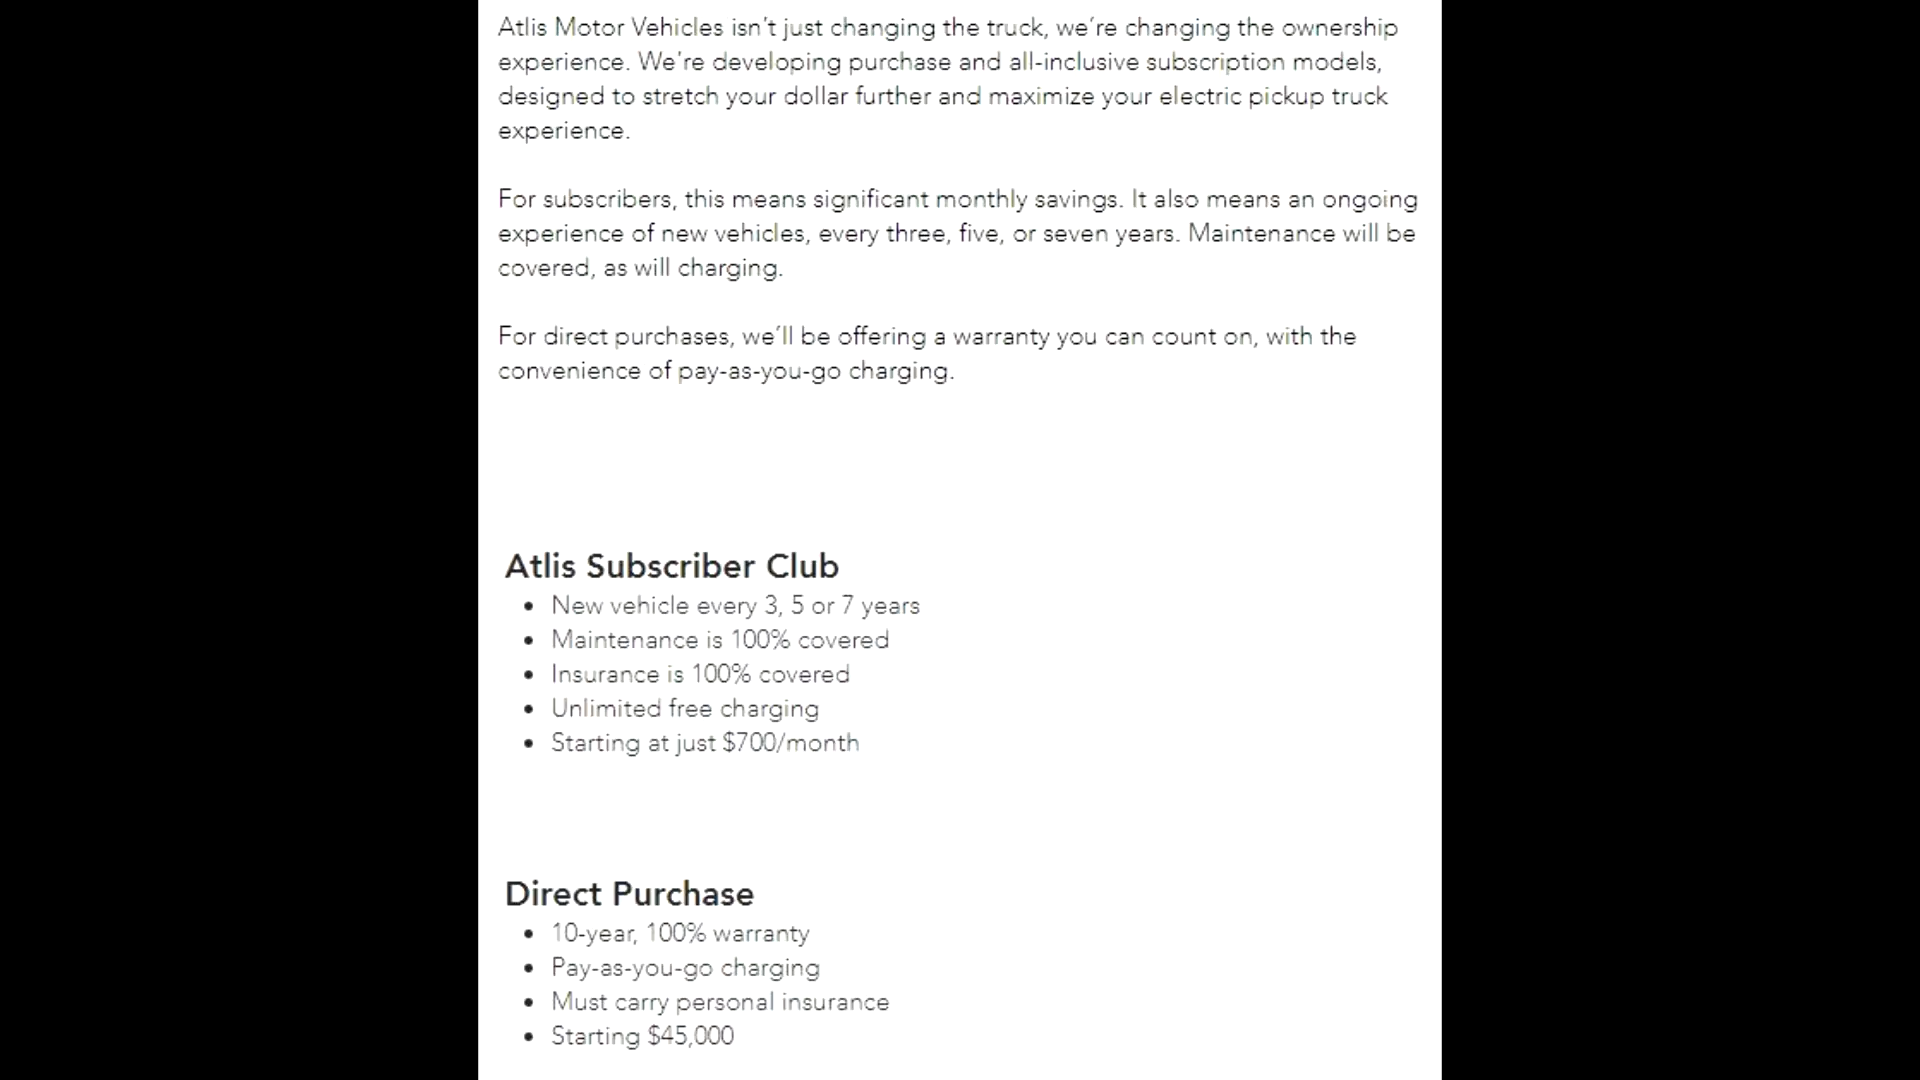 Atlis Motor Vehicles isn't just changing the truck, we're changing the ownership
experience. We're developing purchase and all-inclusive subscription models,
designed to stretch your dollar further and maximize your electric pickup truck
experience.
For subscribers, this means significant monthly savings. It also means an ongoing
experience of new vehicles, every three, five, or seven years. Maintenance will be
covered, as will charging.
For direct purchases, we'll be offering a warranty you can count on, with the
convenience of pay-as-you-go charging.
Atlis Subscriber Club
• New vehicle every 3, 5 or 7 years
• Maintenance is 100% covered
• Insurance is 100% covered
• Unlimited free charging
• Starting at just $700/month
Direct Purchase
• 10-year, 100% warranty
• Pay-as-you-go charging
• Must carry personal insurance
• Starting $45,000